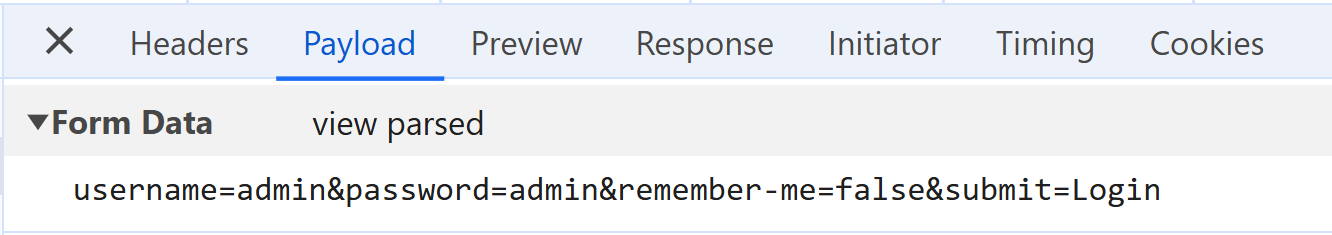 Headers Payload Preview Response Initiator Timing Cookies
Form Data view parsed
username=admin&password=admin&remember-me=false&submit=Login